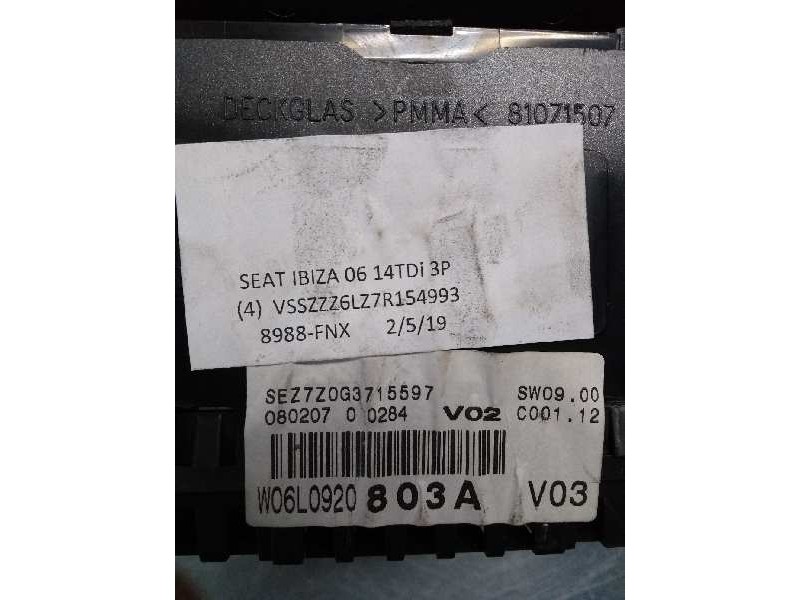 DECKGLAS >PMMA< 81071507
SEAT IBIZA 06 14TDi 3P
(4) VSSZZZ6LZ7R154993
8988-FNX 2/5/19
SEZ7Z0G3715597 SW09.00
080207 0 0284 V02 C001.12
W06L0920 803A V03